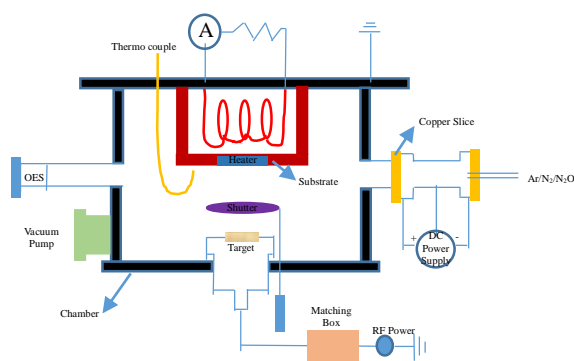 A
Thermo couple
Copper Slice
Heater
OES
Substrate
Ar/N₂/N₂O
Shutter
Vacuum
Pump
Target
+ DC -
Power
Supply
Chamber
Matching
Box
RF Power